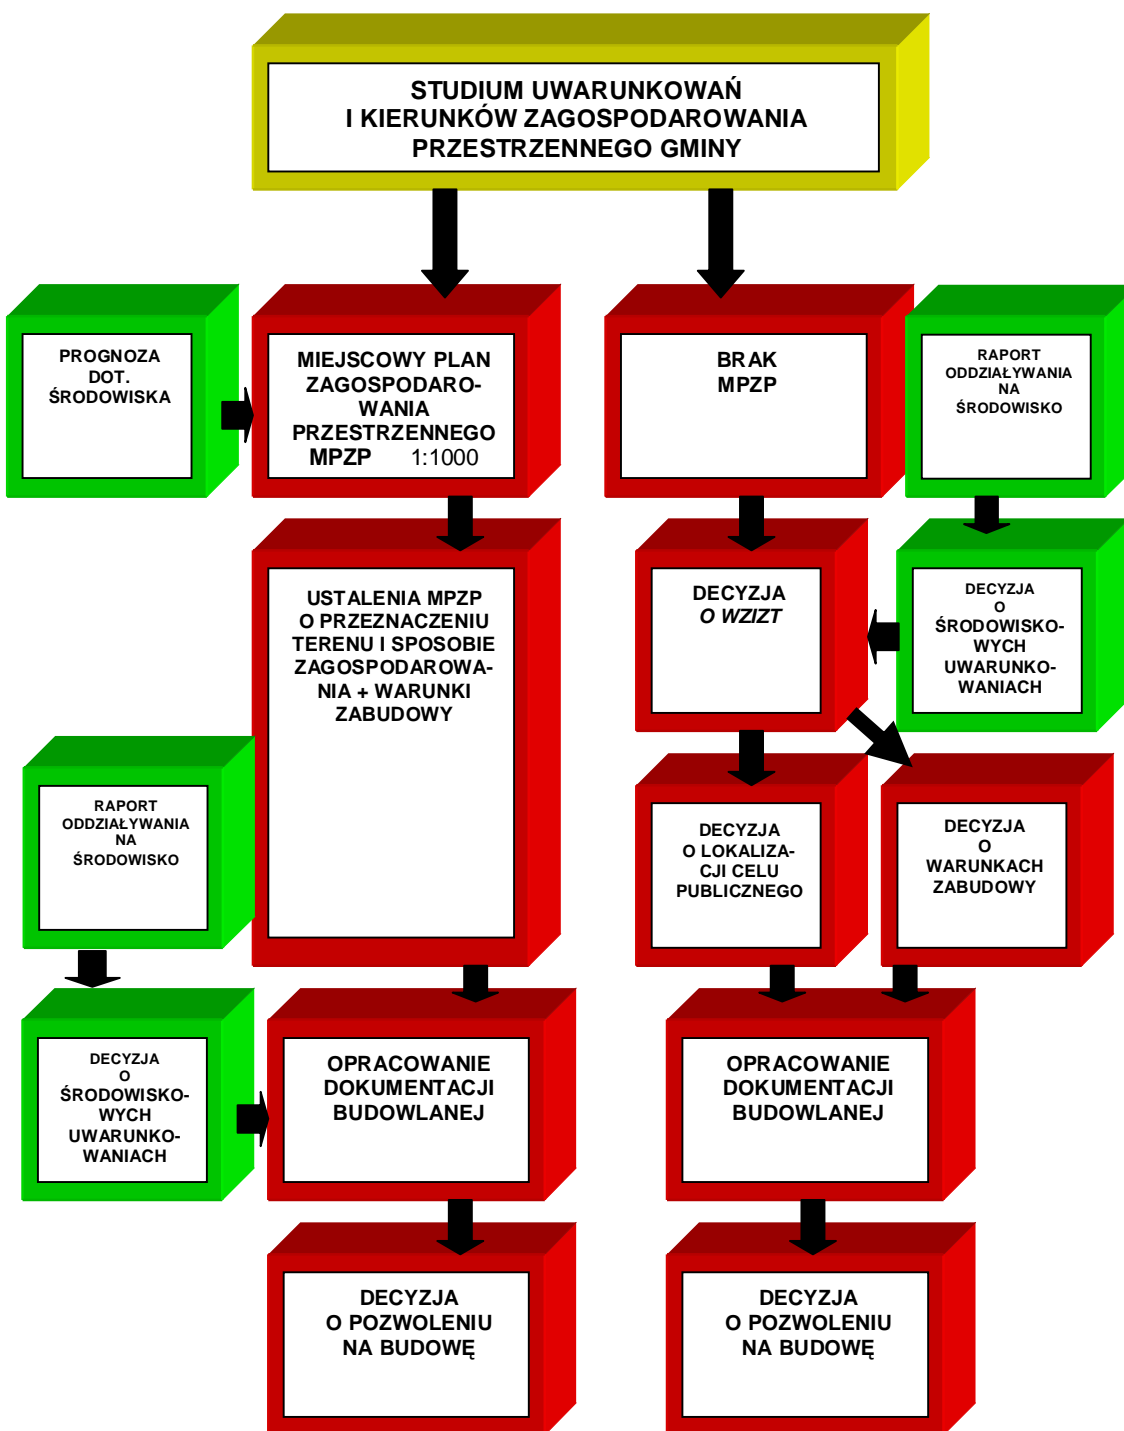 STUDIUM UWARUNKOWAŃ
I KIERUNKÓW ZAGOSPODAROWANIA
PRZESTRZENNEGO GMINY
PROGNOZA
DOT.
ŚRODOWISKA
MIEJSCOWY PLAN
ZAGOSPODARO-
WANIA
PRZESTRZENNEGO
MPZP 1:1000
BRAK
MPZP
RAPORT
ODDZIAŁYWANIA
NA
ŚRODOWISKO
USTALENIA MPZP
O PRZEZNACZENIU
TERENU I SPOSOBIE
ZAGOSPODAROWA-
NIA + WARUNKI
ZABUDOWY
DECYZJA
O WZIZT
DECYZJA
O
ŚRODOWISKO-
WYCH
UWARUNKO-
WANIACH
RAPORT
ODDZIAŁYWANIA
NA
ŚRODOWISKO
DECYZJA
O LOKALIZA-
CJI CELU
PUBLICZNEGO
DECYZJA
O
WARUNKACH
ZABUDOWY
DECYZJA
O
ŚRODOWISKO-
WYCH
UWARUNKO-
WANIACH
OPRACOWANIE
DOKUMENTACJI
BUDOWLANEJ
OPRACOWANIE
DOKUMENTACJI
BUDOWLANEJ
DECYZJA
O POZWOLENIU
NA BUDOWĘ
DECYZJA
O POZWOLENIU
NA BUDOWĘ